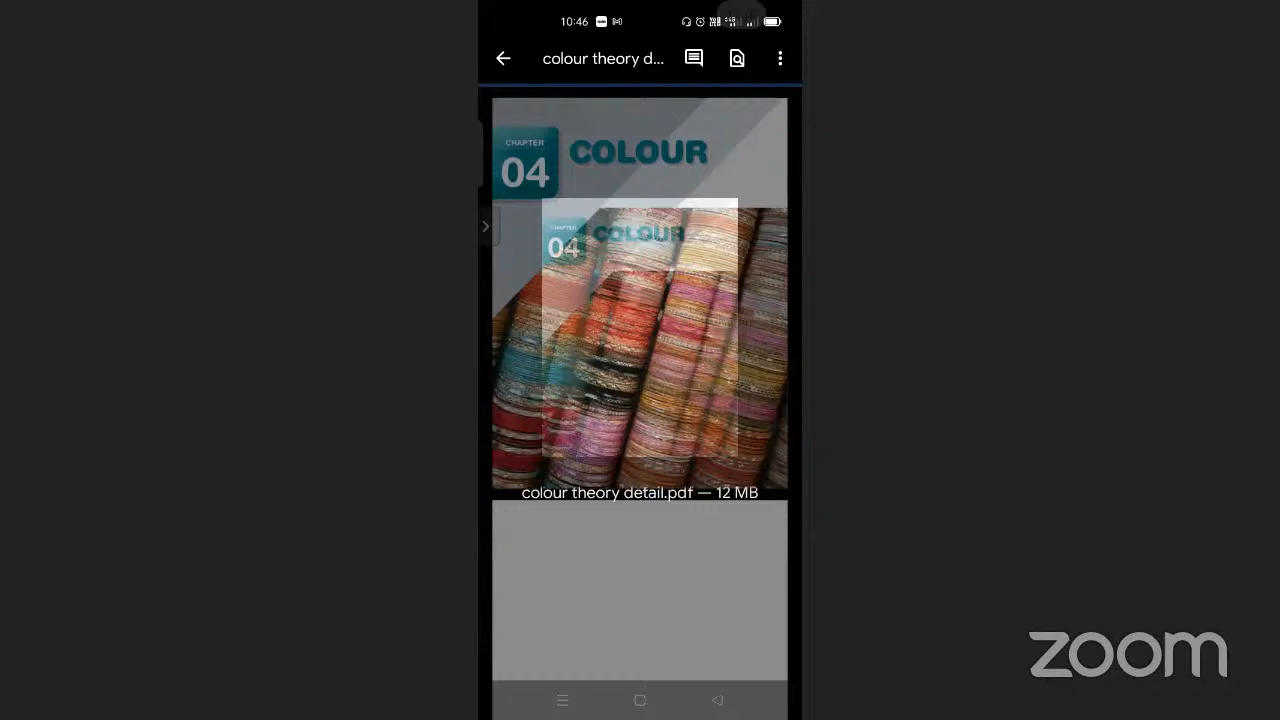 10:46
colour theory d...
CHAPTER
04
COLOUR
CHAPTER
04
COLOUR
colour theory detail.pdf — 12 MB
zoom